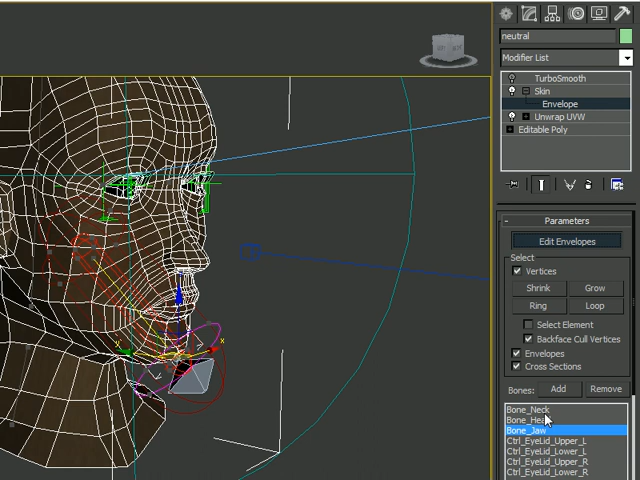 neutral
Modifier List
TurboSmooth
Skin
Envelope
Unwrap UVW
Editable Poly
Parameters
Edit Envelopes
Select
Vertices
Shrink Grow
Ring Loop
Select Element
Backface Cull Vertices
Envelopes
Cross Sections
Bones: Add Remove
Bone_Neck
Bone_Jaw
Ctrl_EyeLid_Upper_L
Ctrl_EyeLid_Lower_L
Ctrl_EyeLid_Upper_R
Ctrl_EyeLid_Lower_R
x